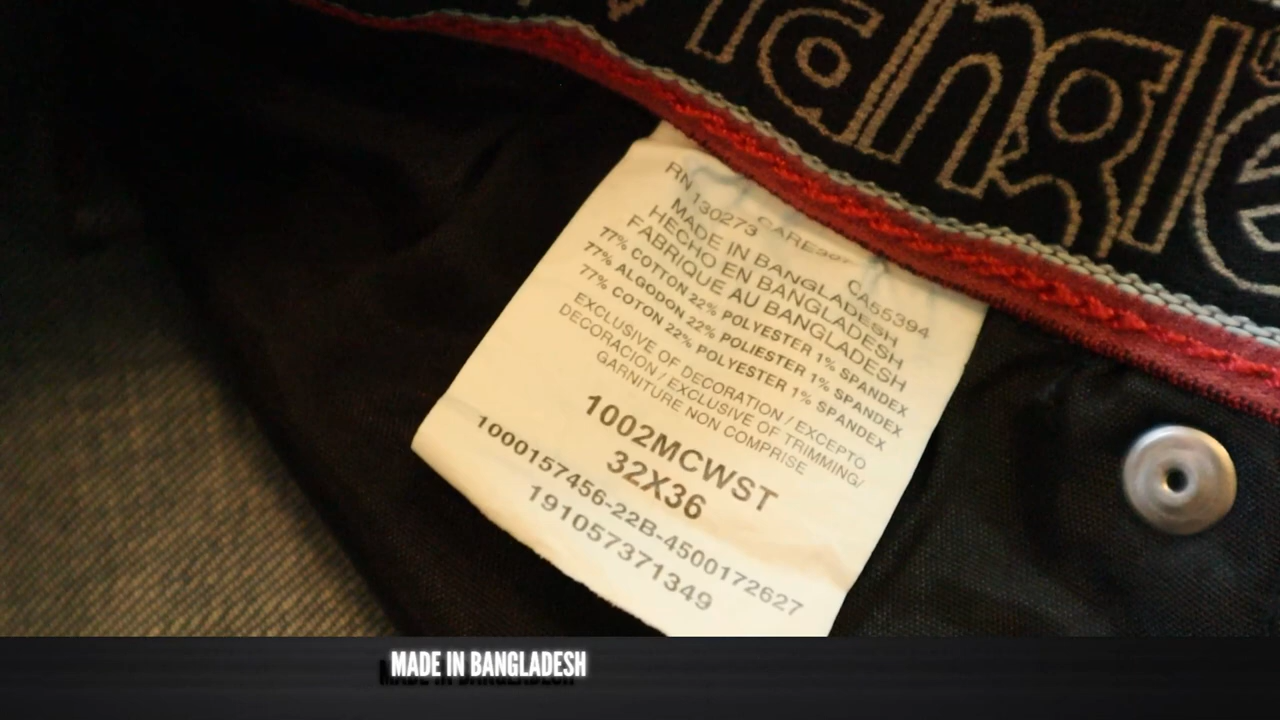 Wrangle
RN 130273 CARE307 CA55394
MADE IN BANGLADESH
HECHO EN BANGLADESH
FABRIQUE AU BANGLADESH
77% COTTON 22% POLYESTER 1% SPANDEX
77% ALGODON 22% POLIESTER 1% SPANDEX
77% COTON 22% POLYESTER 1% SPANDEX
EXCLUSIVE OF DECORATION / EXCEPTO
DECORACION / EXCLUSIVE OF TRIMMING/
GARNITURE NON COMPRISE
1002MCWST
32X36
1000157456-22B-4500172627
191057371349
MADE IN BANGLADESH